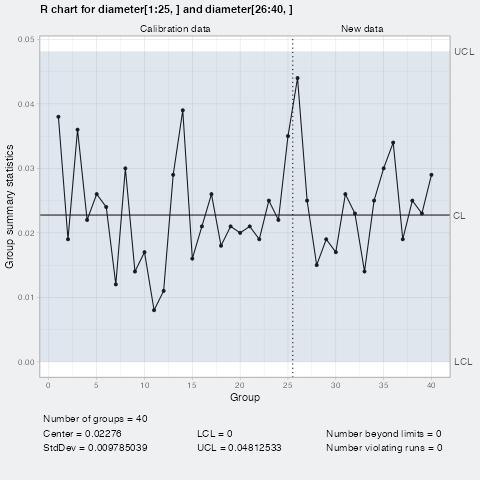 R chart for diameter[1:25, ] and diameter[26:40, ]
Calibration data New data
0.05
UCL
0.04
0.03
CL
0.02
0.01
0.00
LCL
Group summary statistics
0 5 10 15 20 25 30 35 40
Group
Number of groups = 40
Center = 0.02276 LCL = 0 Number beyond limits = 0
StdDev = 0.009785039 UCL = 0.04812533 Number violating runs = 0